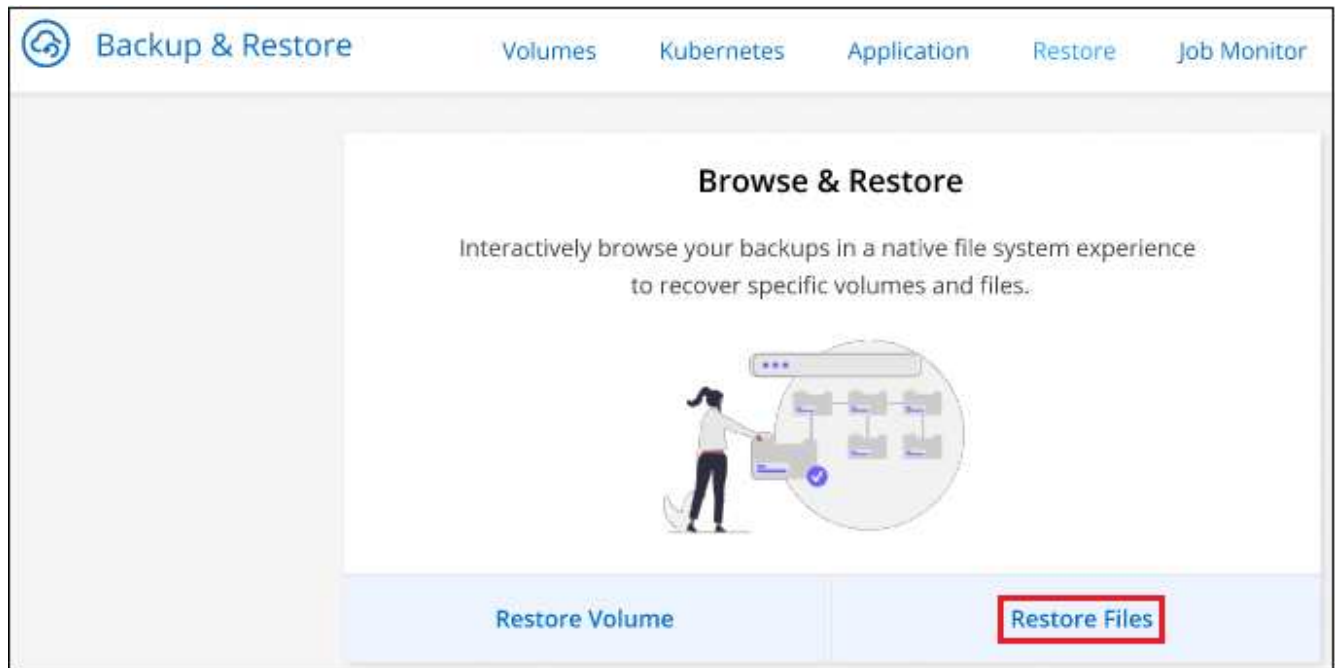 Backup & Restore Volumes Kubernetes Application Restore Job Monitor
Browse & Restore
Interactively browse your backups in a native file system experience
to recover specific volumes and files.
Restore Volume Restore Files